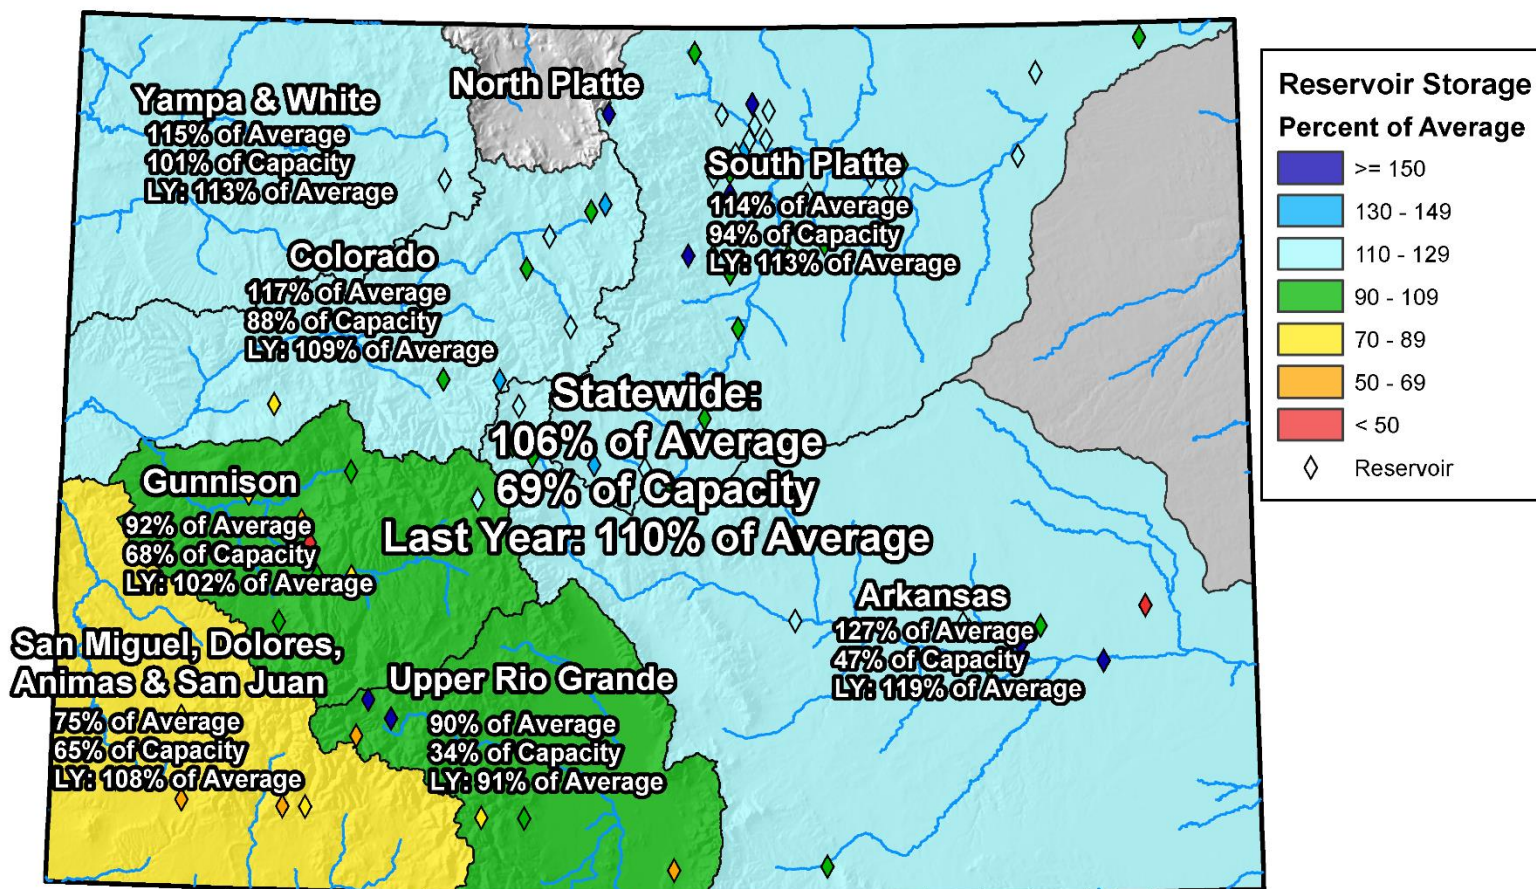 North Platte
Yampa & White
115% of Average
101% of Capacity
LY: 113% of Average
South Platte
114% of Average
94% of Capacity
LY: 113% of Average
Colorado
117% of Average
88% of Capacity
LY: 109% of Average
Statewide:
106% of Average
69% of Capacity
Last Year: 110% of Average
Gunnison
92% of Average
68% of Capacity
LY: 102% of Average
Arkansas
127% of Average
47% of Capacity
LY: 119% of Average
San Miguel, Dolores,
Animas & San Juan
75% of Average
65% of Capacity
LY: 108% of Average
Upper Rio Grande
90% of Average
34% of Capacity
LY: 91% of Average
Reservoir Storage
Percent of Average
>= 150
130 - 149
110 - 129
90 - 109
70 - 89
50 - 69
< 50
Reservoir